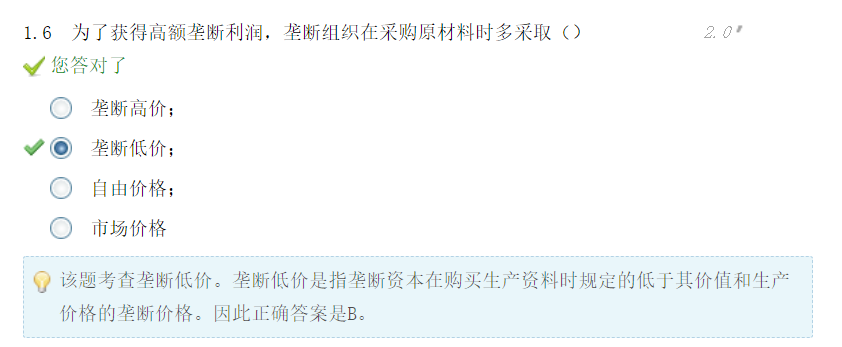 1.6 为了获得高额垄断利润，垄断组织在采购原材料时多采取（） 2.0
您答对了
垄断高价；
垄断低价；
自由价格；
市场价格
该题考查垄断低价。垄断低价是指垄断资本在购买生产资料时规定的低于其价值和生产
价格的垄断价格。因此正确答案是B。